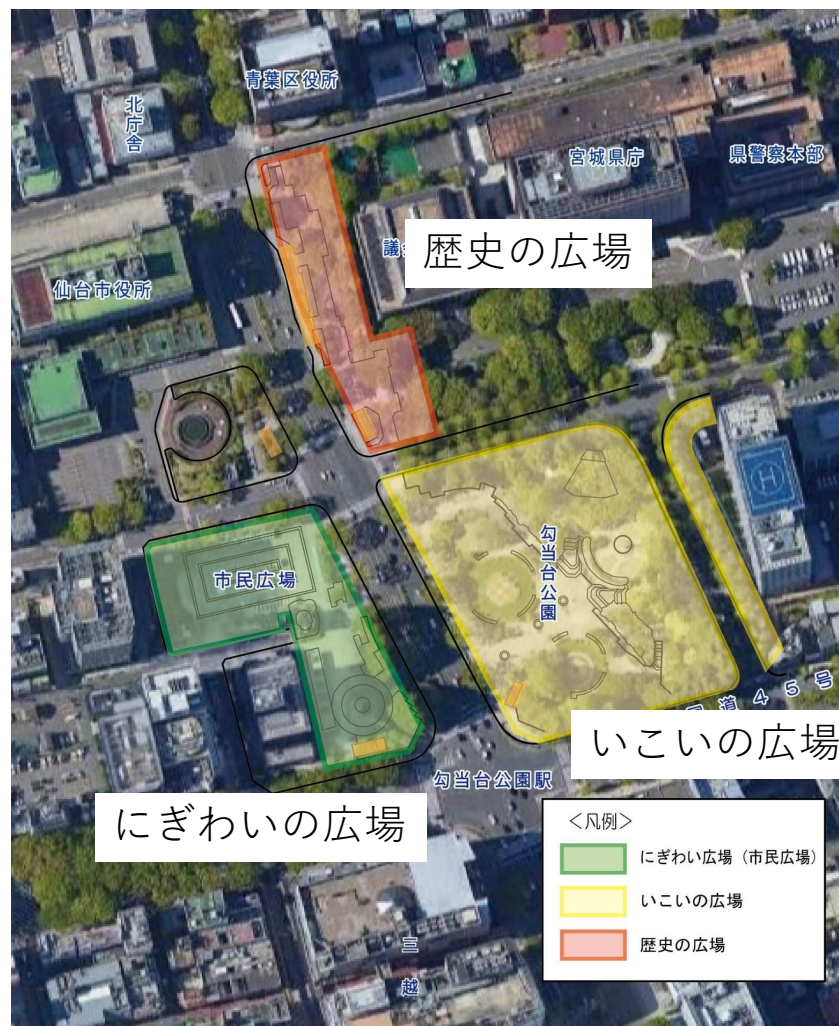 青葉区役所
北庁舎
宮城県庁
県警察本部
歴史の広場
仙台市役所
市民広場
勾当台公園
いこいの広場
勾当台公園駅
にぎわいの広場
<凡例>
にぎわい広場（市民広場）
いこいの広場
歴史の広場
三越